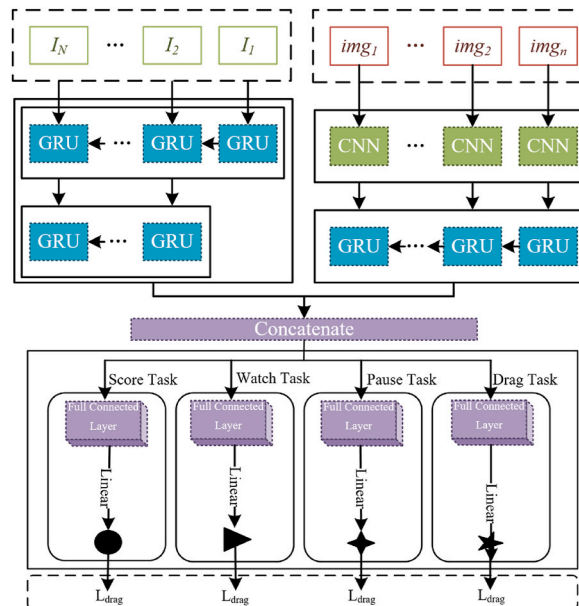 I_N ... I_2 I_1 img_1 ... img_2 img_n
GRU ... GRU GRU CNN ... CNN CNN
GRU ... GRU GRU ... GRU GRU
Concatenate
Score Task Watch Task Pause Task Drag Task
Full Connected Full Connected Full Connected Full Connected
Layer Layer Layer Layer
Linear Linear Linear Linear
L_drag L_drag L_drag L_drag